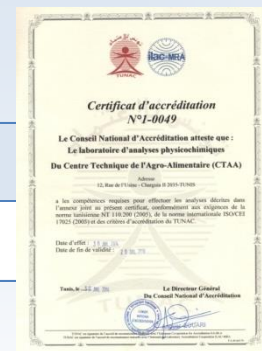 TUNAC
ilac-MRA
Certificat d'accréditation
N°1-0049
Le Conseil National d'Accréditation atteste que :
Le laboratoire d'analyses physicochimiques
Du Centre Technique de l'Agro-Alimentaire (CTAA)
Adresse
12, Rue de l'Usine - Charguia II 2035-TUNIS
a les compétences requises pour effectuer les analyses décrites dans
l'annexe joint au présent certificat, conformément aux exigences de la
norme tunisienne NT 110.200 (2005), de la norme internationale ISO/CEI
17025 (2005) et des critères d'accréditation du TUNAC.
Date d'effet :
Date de fin de validité :
Tunis, le
Le Directeur Général
Du Conseil National d'Accréditation